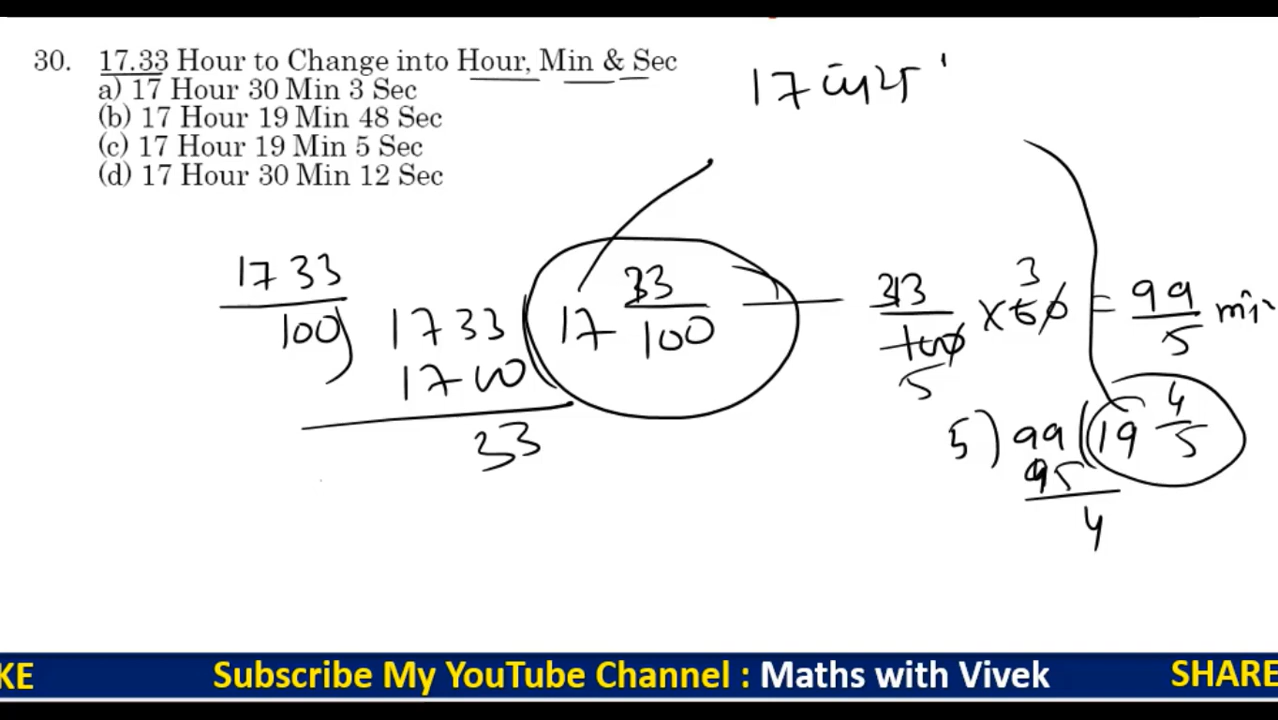 30. 17.33 Hour to Change into Hour, Min & Sec
a) 17 Hour 30 Min 3 Sec
(b) 17 Hour 19 Min 48 Sec
(c) 17 Hour 19 Min 5 Sec
(d) 17 Hour 30 Min 12 Sec
17
1733
100) 1733 (17 33/100
1700
33
33/100 × 60 = 99/5 min
3
5
5) 99 (19 4/5
95
4
KE Subscribe My YouTube Channel : Maths with Vivek SHARE